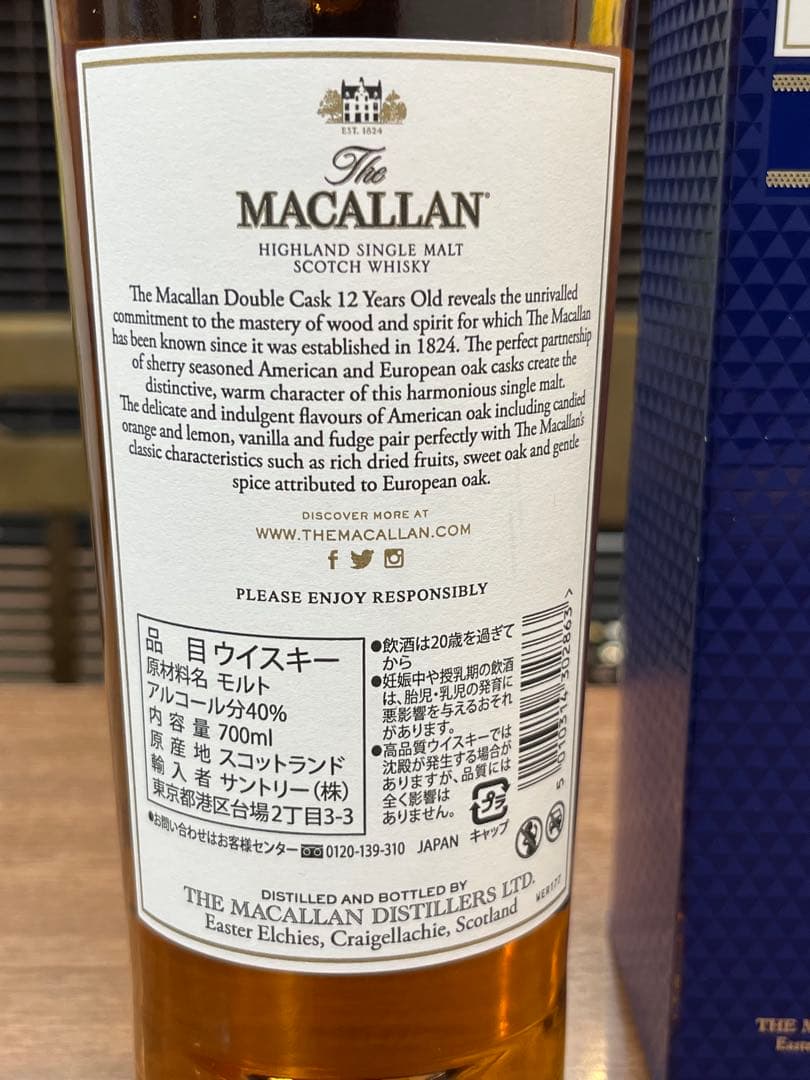 EST. 1824
The
MACALLAN
HIGHLAND SINGLE MALT
SCOTCH WHISKY
The Macallan Double Cask 12 Years Old reveals the unrivalled
commitment to the mastery of wood and spirit for which The Macallan
has been known since it was established in 1824. The perfect partnership
of sherry seasoned American and European oak casks create the
distinctive, warm character of this harmonious single malt.
The delicate and indulgent flavours of American oak including candied
orange and lemon, vanilla and fudge pair perfectly with The Macallan's
classic characteristics such as rich dried fruits, sweet oak and gentle
spice attributed to European oak.
DISCOVER MORE AT
WWW.THEMACALLAN.COM
PLEASE ENJOY RESPONSIBLY
品 目 ウイスキー
原材料名 モルト
アルコール分40%
内 容 量 700ml
原 産 地 スコットランド
輸 入 者 サントリー(株)
東京都港区台場2丁目3-3
●飲酒は20歳を過ぎて
から
●妊娠中や授乳期の飲酒
は、胎児・乳児の発育に
悪影響を与えるおそれ
があります。
●高品質ウイスキーでは
沈殿が発生する場合が
ありますが、品質には
全く影響は
ありません。
プラ
キャップ
5 010314 302863 >
●お問い合わせはお客様センター 0120-139-310 JAPAN
DISTILLED AND BOTTLED BY
THE MACALLAN DISTILLERS LTD.
Easter Elchies, Craigellachie, Scotland
THE